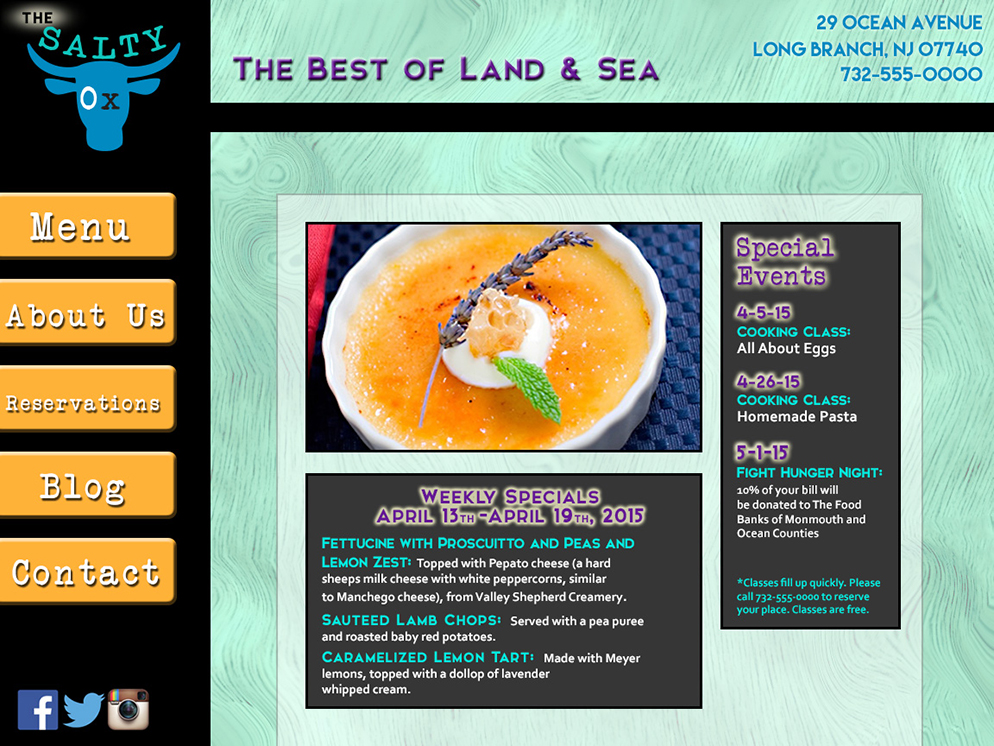 THE
SALTY
OX
THE BEST OF LAND & SEA
29 OCEAN AVENUE
LONG BRANCH, NJ 07740
732-555-0000
Menu
About Us
Reservations
Blog
Contact
WEEKLY SPECIALS
APRIL 13TH -APRIL 19TH, 2015
FETTUCINE WITH PROSCUITTO AND PEAS AND
LEMON ZEST: Topped with Pepato cheese (a hard
sheeps milk cheese with white peppercorns, similar
to Manchego cheese), from Valley Shepherd Creamery.
SAUTEED LAMB CHOPS: Served with a pea puree
and roasted baby red potatoes.
CARAMELIZED LEMON TART: Made with Meyer
lemons, topped with a dollop of lavender
whipped cream.
Special
Events
4-5-15
COOKING CLASS:
All About Eggs
4-26-15
COOKING CLASS:
Homemade Pasta
5-1-15
FIGHT HUNGER NIGHT:
10% of your bill will
be donated to The Food
Banks of Monmouth and
Ocean Counties
*Classes fill up quickly. Please
call 732-555-0000 to reserve
your place. Classes are free.